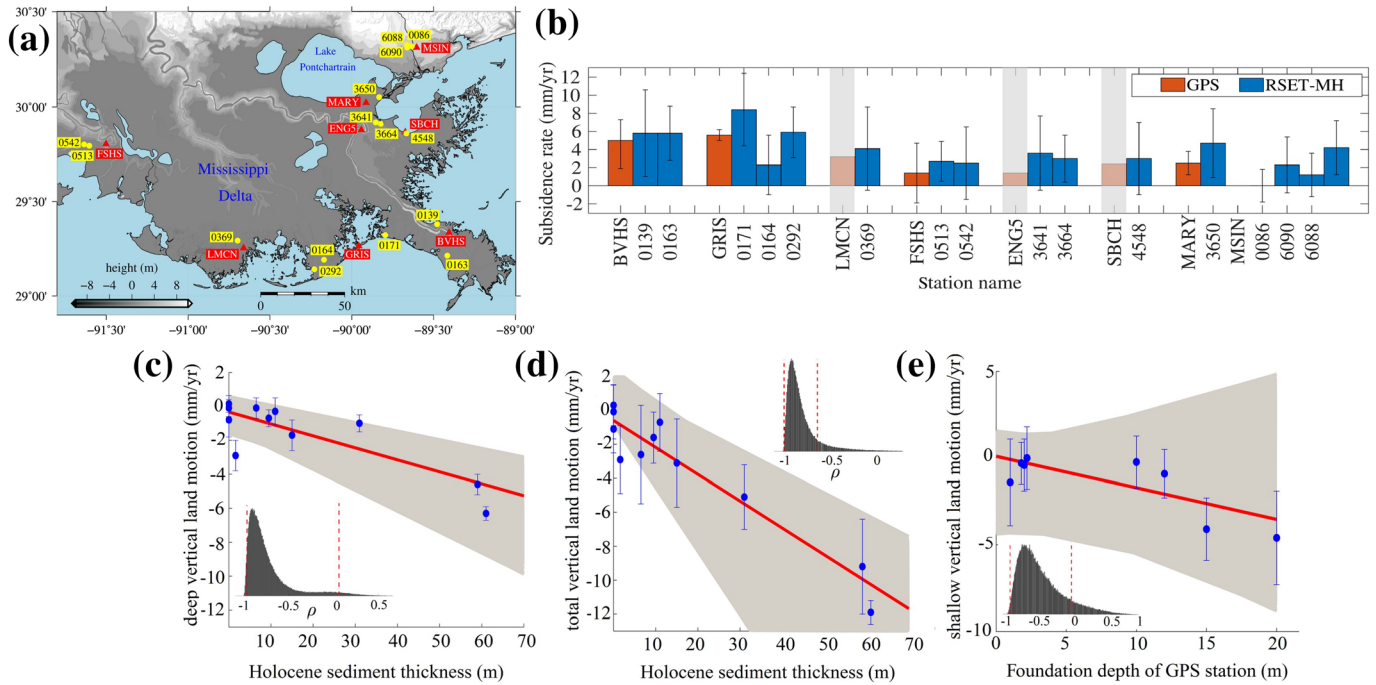 (a)
30°30'
30°00'
29°30'
29°00'
−91°30'
−91°00'
−90°30'
−90°00'
−89°30'
−89°00'
Lake
Pontchartrain
Mississippi
Delta
6088
0086
6090
MSIN
3650
MARY
3641
ENG5
SBCH
3664
4548
0542
0513
FSHS
0139
0369
LMCN
0164
GRIS
0171
BVHS
0292
0163
height (m)
−8 −4 0 4 8
km
0 50
(b)
Subsidence rate (mm/yr)
12
10
8
6
4
2
0
-2
GPS RSET-MH
BVHS
0139
0163
GRIS
0171
0164
0292
LMCN
0369
FSHS
0513
0542
ENG5
3641
3664
SBCH
4548
MARY
3650
MSIN
0086
6090
6088
Station name
(c)
deep vertical land motion (mm/yr)
2
0
-2
-4
-6
-8
-10
-12
-1 -0.5 0 0.5
ρ
10 20 30 40 50 60 70
Holocene sediment thickness (m)
(d)
total vertical land motion (mm/yr)
2
0
-2
-4
-6
-8
-10
-12
-1 -0.5 0
ρ
0 10 20 30 40 50 60 70
Holocene sediment thickness (m)
(e)
shallow vertical land motion (mm/yr)
5
0
-5
-10
-1 -0.5 0 1
ρ
0 5 10 15 20
Foundation depth of GPS station (m)